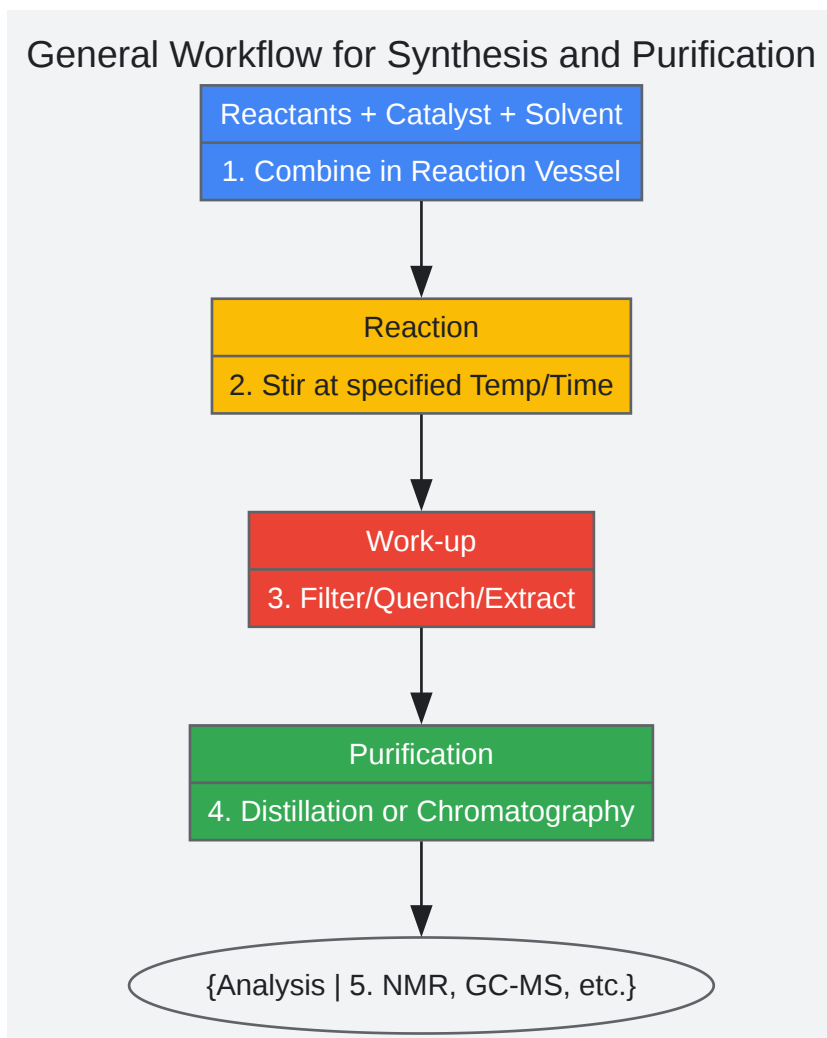 General Workflow for Synthesis and Purification
Reactants + Catalyst + Solvent
1. Combine in Reaction Vessel
Reaction
2. Stir at specified Temp/Time
Work-up
3. Filter/Quench/Extract
Purification
4. Distillation or Chromatography
{Analysis | 5. NMR, GC-MS, etc.}